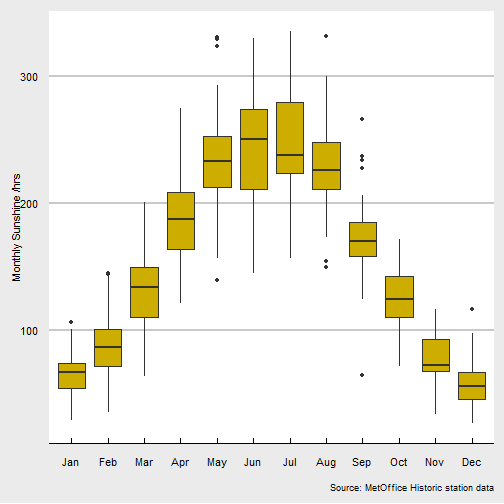 Monthly Sunshine /hrs
300
200
100
Jan Feb Mar Apr May Jun Jul Aug Sep Oct Nov Dec
Source: MetOffice Historic station data